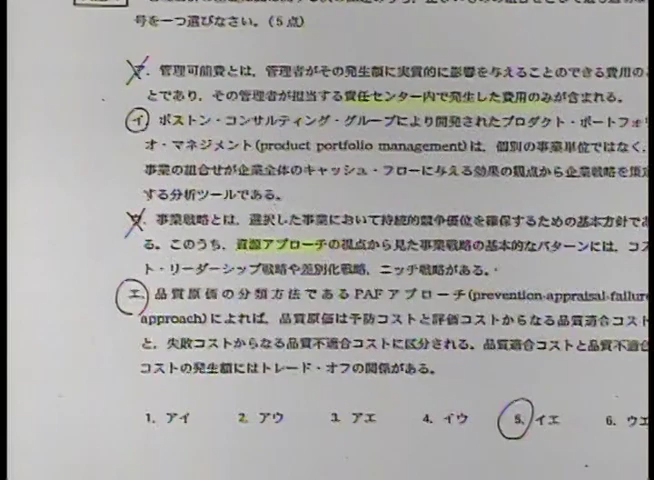 号を一つ選びなさい。(5点)
ア. 管理可能費とは，管理者がその発生額に実質的に影響を与えることのできる費用の
とであり，その管理者が担当する責任センター内で発生した費用のみが含まれる。
イ ボストン・コンサルティング・グループにより開発されたプロダクト・ポートフォ
オ・マネジメント(product portfolio management)は，個別の事業単位ではなく，
事業の組合せが企業全体のキャッシュ・フローに与える効果の観点から企業戦略を策定
する分析ツールである。
ウ. 事業戦略とは，選択した事業において持続的競争優位を確保するための基本方針であ
る。このうち，資源アプローチの視点から見た事業戦略の基本的なパターンには，コス
ト・リーダーシップ戦略や差別化戦略，ニッチ戦略がある。
エ. 品質原価の分類方法であるPAFアプローチ(prevention-appraisal-failure
approach)によれば，品質原価は予防コストと評価コストからなる品質適合コスト
と，失敗コストからなる品質不適合コストに区分される。品質適合コストと品質不適合
コストの発生額にはトレード・オフの関係がある。
1. アイ 2. アウ 3. アエ 4. イウ 5. イエ 6. ウエ